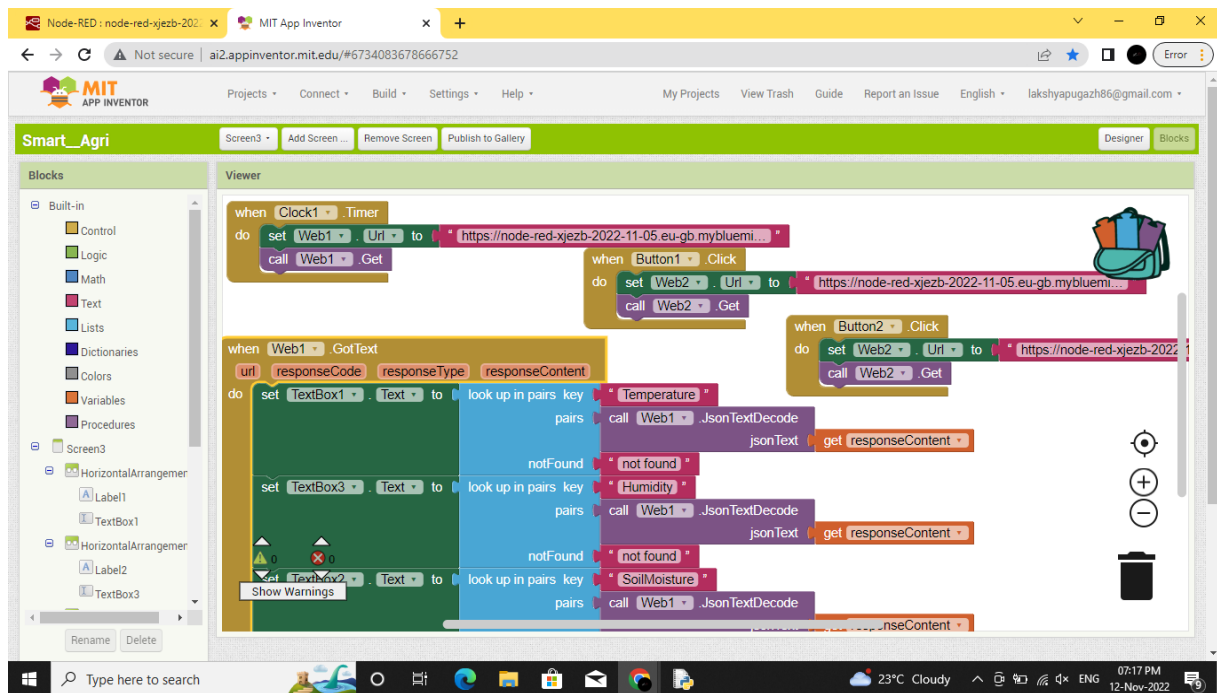 Node-RED : node-red-xjezb-202
MIT App Inventor
Not secure | ai2.appinventor.mit.edu/#6734083678666752
Error
MIT
APP INVENTOR
Projects Connect Build Settings Help My Projects View Trash Guide Report an Issue English lakshyapugazh86@gmail.com
Smart__Agri Screen3 Add Screen ... Remove Screen Publish to Gallery Designer Blocks
Blocks
Viewer
Built-in
Control
Logic
Math
Text
Lists
Dictionaries
Colors
Variables
Procedures
Screen3
HorizontalArrangemer
Label1
TextBox1
HorizontalArrangemer
Label2
TextBox3
Rename Delete
when Clock1 .Timer
do set Web1 . Url to " https://node-red-xjezb-2022-11-05.eu-gb.mybluemi... "
call Web1 .Get
when Button1 .Click
do set Web2 . Url to " https://node-red-xjezb-2022-11-05.eu-gb.mybluemi...
call Web2 .Get
when Button2 .Click
do set Web2 . Url to " https://node-red-xjezb-2022
call Web2 .Get
when Web1 .GotText
url responseCode responseType responseContent
do set TextBox1 . Text to look up in pairs key " Temperature "
pairs call Web1 .JsonTextDecode
jsonText get responseContent
notFound " not found "
set TextBox3 . Text to look up in pairs key " Humidity "
pairs call Web1 .JsonTextDecode
jsonText get responseContent
notFound " not found "
set TextBox2 . Text to look up in pairs key " SoilMoisture "
pairs call Web1 .JsonTextDecode
0 0
Show Warnings
Type here to search
23°C Cloudy
ENG
07:17 PM
12-Nov-2022